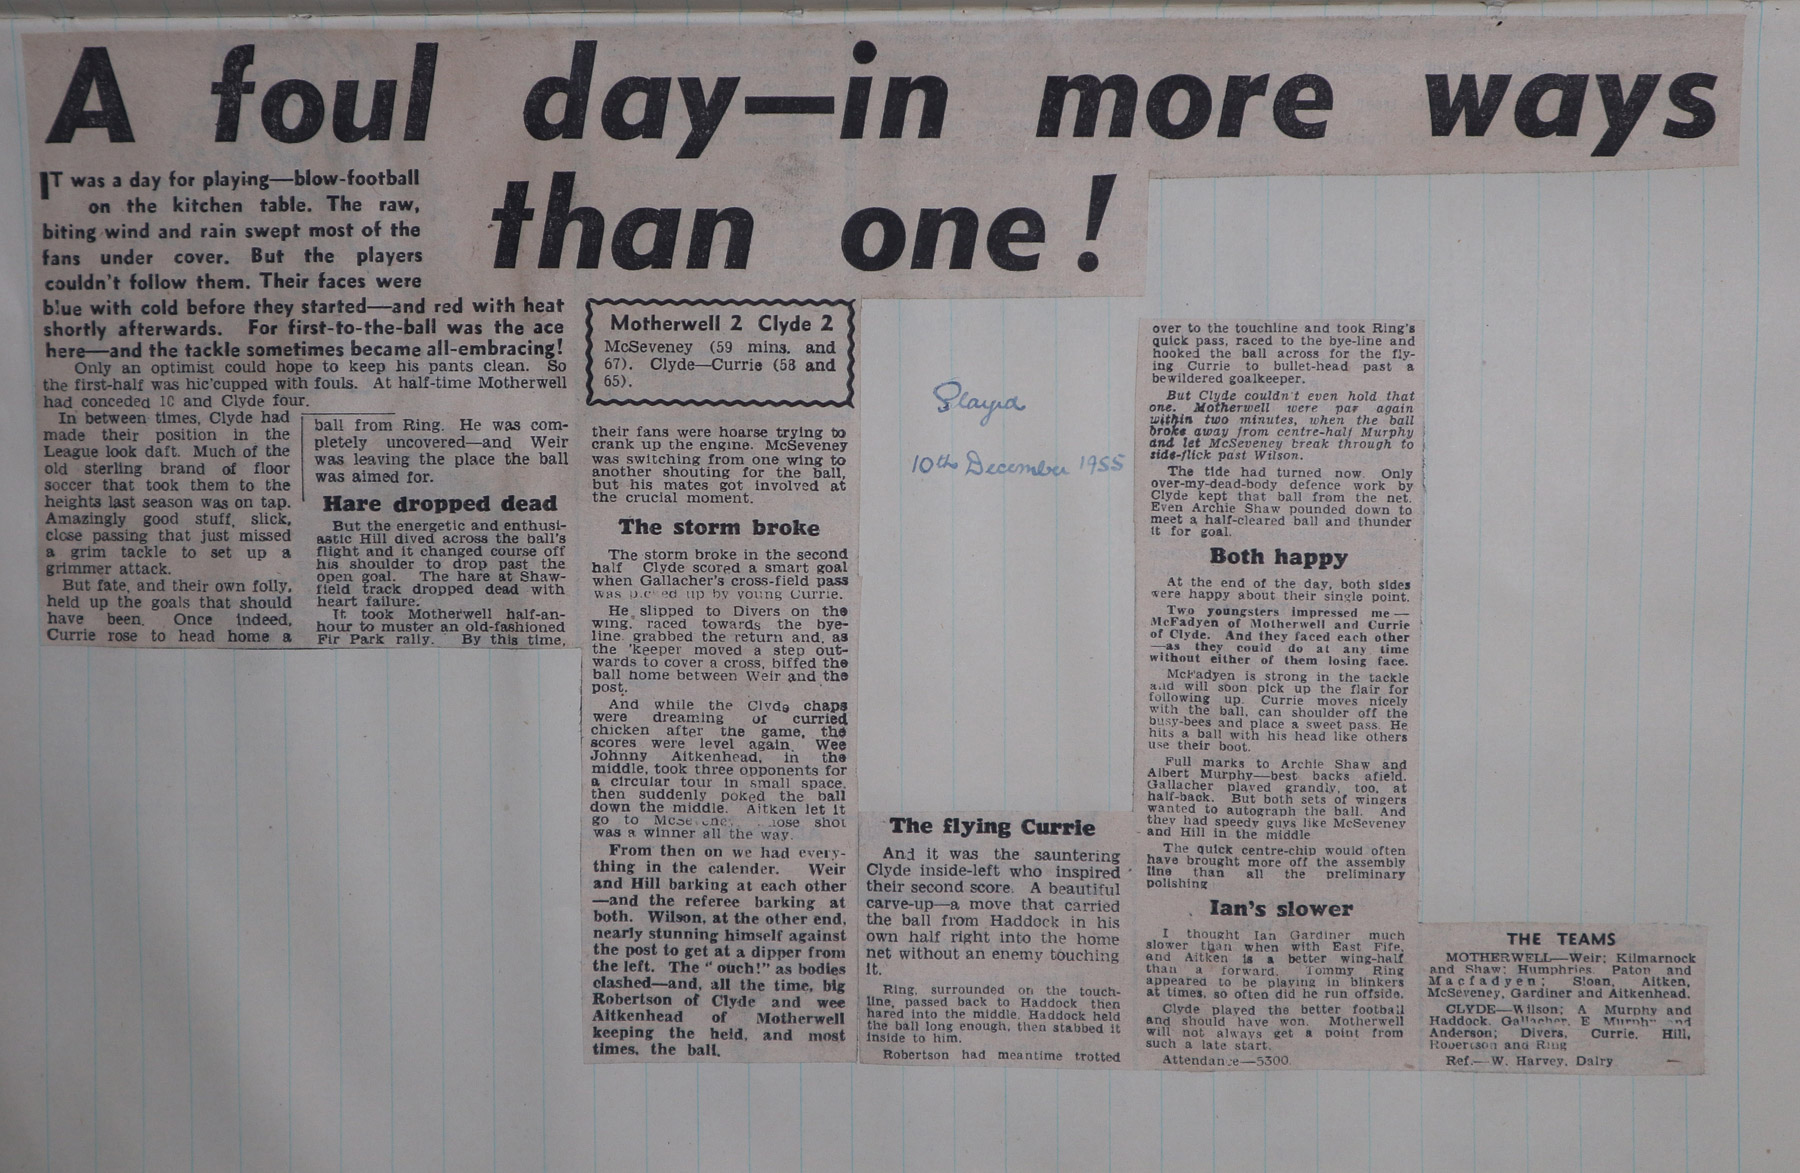 A foul day—in more ways
than one!
IT was a day for playing—blow-football
on the kitchen table. The raw,
biting wind and rain swept most of the
fans under cover. But the players
couldn't follow them. Their faces were
blue with cold before they started—and red with heat
shortly afterwards. For first-to-the-ball was the ace
here—and the tackle sometimes became all-embracing!
Only an optimist could hope to keep his pants clean. So
the first-half was hic'cupped with fouls. At half-time Motherwell
had conceded 10 and Clyde four.
In between times, Clyde had
made their position in the
League look daft. Much of the
old sterling brand of floor
soccer that took them to the
heights last season was on tap.
Amazingly good stuff, slick,
close passing that just missed
a grim tackle to set up a
grimmer attack.
But fate, and their own folly,
held up the goals that should
have been. Once indeed,
Currie rose to head home a
ball from Ring. He was com-
pletely uncovered—and Weir
was leaving the place the ball
was aimed for.
Hare dropped dead
But the energetic and enthusi-
astic Hill dived across the ball's
flight and it changed course off
his shoulder to drop past the
open goal. The hare at Shaw-
field track dropped dead with
heart failure.
It took Motherwell half-an-
hour to muster an old-fashioned
Fir Park rally. By this time,
Motherwell 2 Clyde 2
McSeveney (59 mins. and
67). Clyde—Currie (58 and
65).
their fans were hoarse trying to
crank up the engine. McSeveney
was switching from one wing to
another shouting for the ball,
but his mates got involved at
the crucial moment.
The storm broke
The storm broke in the second
half Clyde scored a smart goal
when Gallacher's cross-field pass
was up by young Currie.
He slipped to Divers on the
wing, raced towards the bye-
line, grabbed the return and, as
the 'keeper moved a step out-
wards to cover a cross, biffed the
ball home between Weir and the
post.
And while the Clyde chaps
were dreaming of curried
chicken after the game, the
scores were level again. Wee
Johnny Aitkenhead, in the
middle, took three opponents for
a circular tour in small space,
then suddenly poked the ball
down the middle. Aitken let it
go to shot
was a winner all the way.
From then on we had every-
thing in the calender. Weir
and Hill barking at each other
—and the referee barking at
both. Wilson, at the other end,
nearly stunning himself against
the post to get at a dipper from
the left. The "ouch!" as bodies
clashed—and, all the time, big
Robertson of Clyde and wee
Aitkenhead of Motherwell
keeping the heid, and most
times, the ball.
Played
10th December 1955
The flying Currie
And it was the sauntering
Clyde inside-left who inspired
their second score. A beautiful
carve-up—a move that carried
the ball from Haddock in his
own half right into the home
net without an enemy touching
it.
Ring, surrounded on the touch-
line, passed back to Haddock then
hared into the middle. Haddock held
the ball long enough, then stabbed it
inside to him.
Robertson had meantime trotted
over to the touchline and took Ring's
quick pass, raced to the bye-line and
hooked the ball across for the fly-
ing Currie to bullet-head past a
bewildered goalkeeper.
But Clyde couldn't even hold that
one. Motherwell were par again
within two minutes, when the ball
broke away from centre-half Murphy
and let McSeveney break through to
side-flick past Wilson.
The tide had turned now. Only
over-my-dead-body defence work by
Clyde kept that ball from the net.
Even Archie Shaw pounded down to
meet a half-cleared ball and thunder
it for goal.
Both happy
At the end of the day, both sides
were happy about their single point.
Two youngsters impressed me—
McFadyen of Motherwell and Currie
of Clyde. And they faced each other
—as they could do at any time
without either of them losing face.
McFadyen is strong in the tackle
and will soon pick up the flair for
following up. Currie moves nicely
with the ball, can shoulder off the
busy-bees and place a sweet pass. He
hits a ball with his head like others
use their boot.
Full marks to Archie Shaw and
Albert Murphy—best backs afield.
Gallacher played grandly, too, at
half-back. But both sets of wingers
wanted to autograph the ball. And
they had speedy guys like McSeveney
and Hill in the middle
The quick centre-chip would often
have brought more off the assembly
line than all the preliminary
polishing
Ian's slower
I thought Ian Gardiner much
slower than when with East Fife,
and Aitken is a better wing-half
than a forward. Tommy Ring
appeared to be playing in blinkers
at times, so often did he run offside.
Clyde played the better football
and should have won. Motherwell
will not always get a point from
such a late start.
Attendance—5300
THE TEAMS
MOTHERWELL—Weir; Kilmarnock
and Shaw; Humphries, Paton and
Macfadyen; Sloan, Aitken,
McSeveney, Gardiner and Aitkenhead.
CLYDE—Wilson; A Murphy and
Haddock. Gallacher, E Murphy and
Anderson; Divers, Currie, Hill,
Robertson and Ring
Ref.—W. Harvey, Dalry